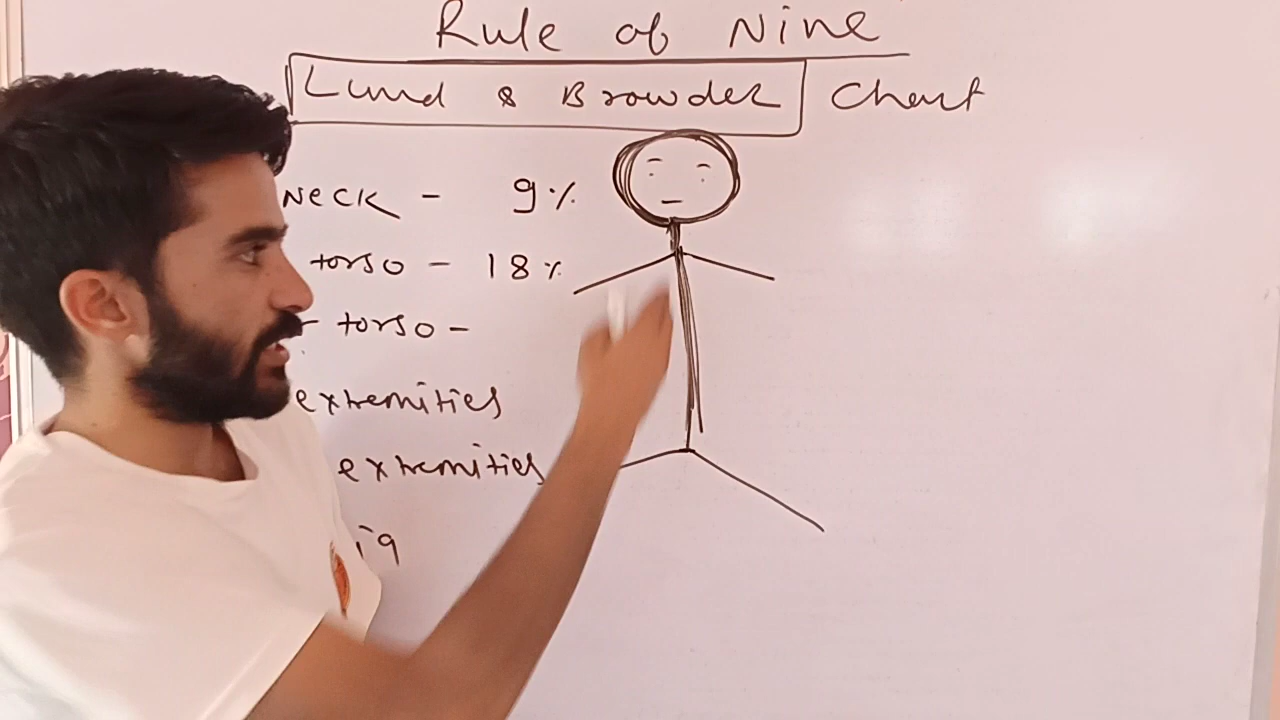 Rule of Nine
Lund & Browder Chart
Neck - 9%
torso - 18%
torso -
extremities
extremities